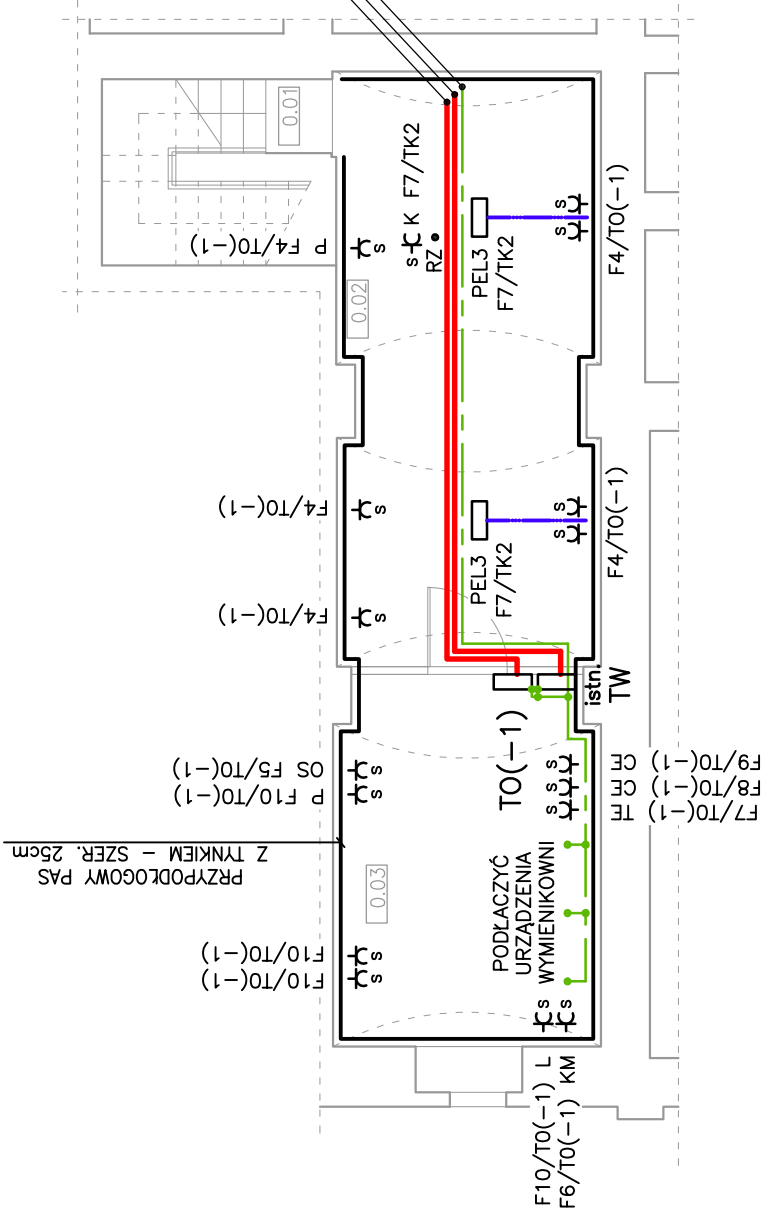 0.01
P F4/TO(-1)
s
s
K F7/TK2
RZ
PEL3
F7/TK2
s
s
F4/TO(-1)
0.02
F4/TO(-1)
s
PEL3
F7/TK2
s
s
F4/TO(-1)
F4/TO(-1)
s
istn.
TW
TO(-1)
OS F5/TO(-1)
s
P F10/TO(-1)
s
s
s
s
F9/TO(-1) CE
F8/TO(-1) CE
F7/TO(-1) TE
PRZYPODŁOGOWY PAS
Z TYNKIEM - SZER. 25cm
0.03
PODŁACZYĆ
URZĄDZENIA
WYMIENIKOWNI
F10/TO(-1)
s
F10/TO(-1)
s
s
s
F10/TO(-1) L
F6/TO(-1) KM